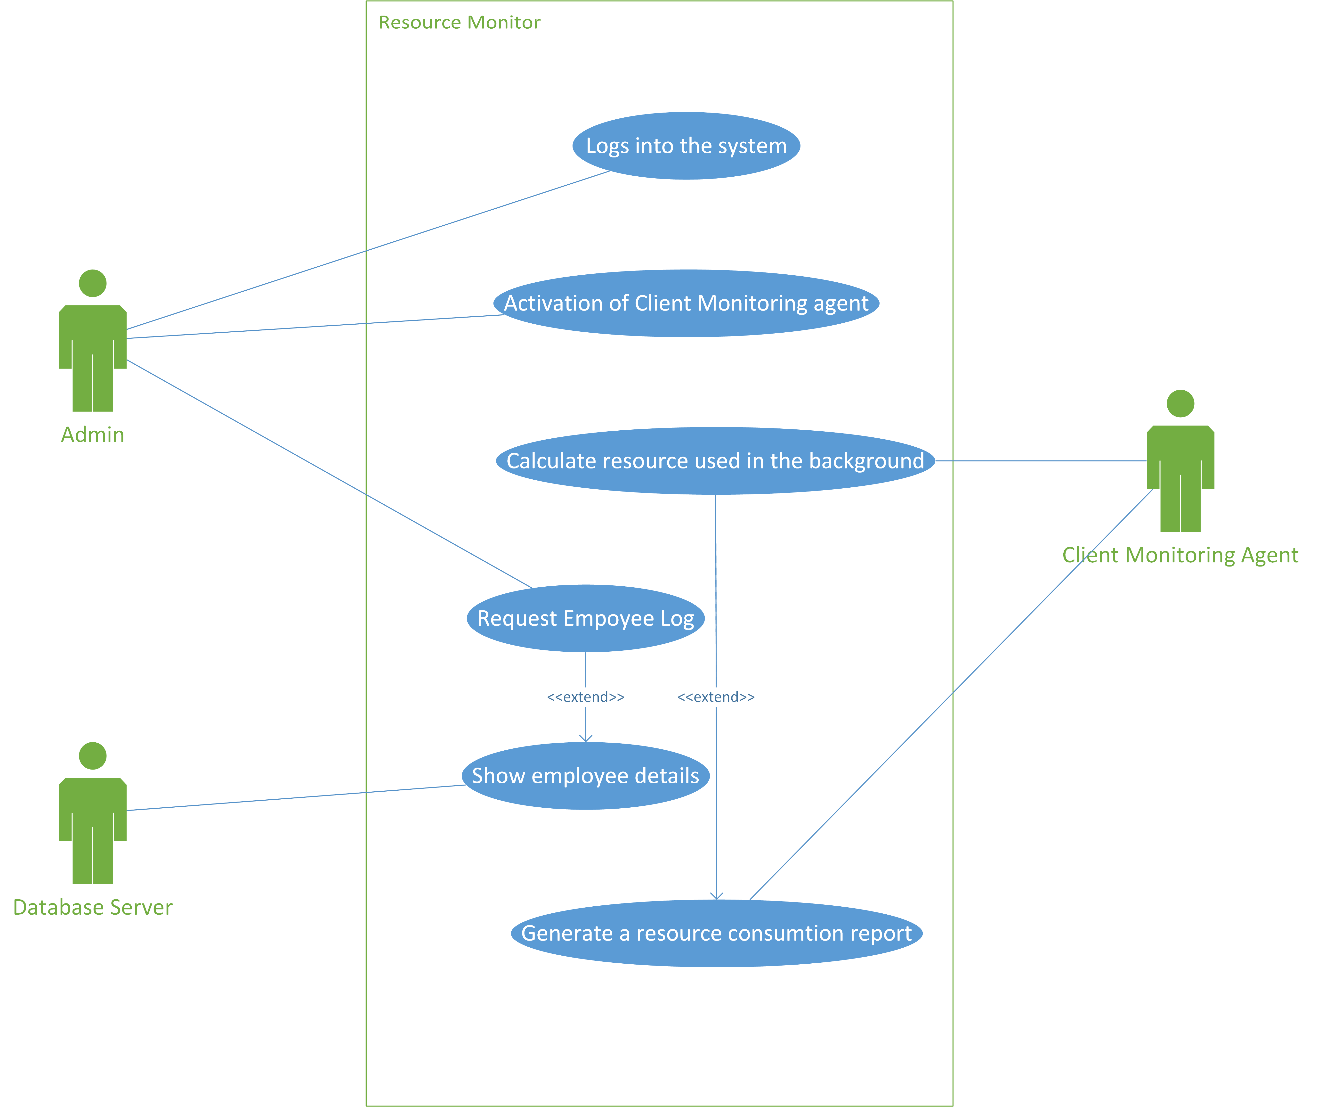 Resource Monitor
Logs into the system
Activation of Client Monitoring agent
Admin
Calculate resource used in the background
Client Monitoring Agent
Request Empoyee Log
<<extend>>
<<extend>>
Show employee details
Database Server
Generate a resource consumtion report